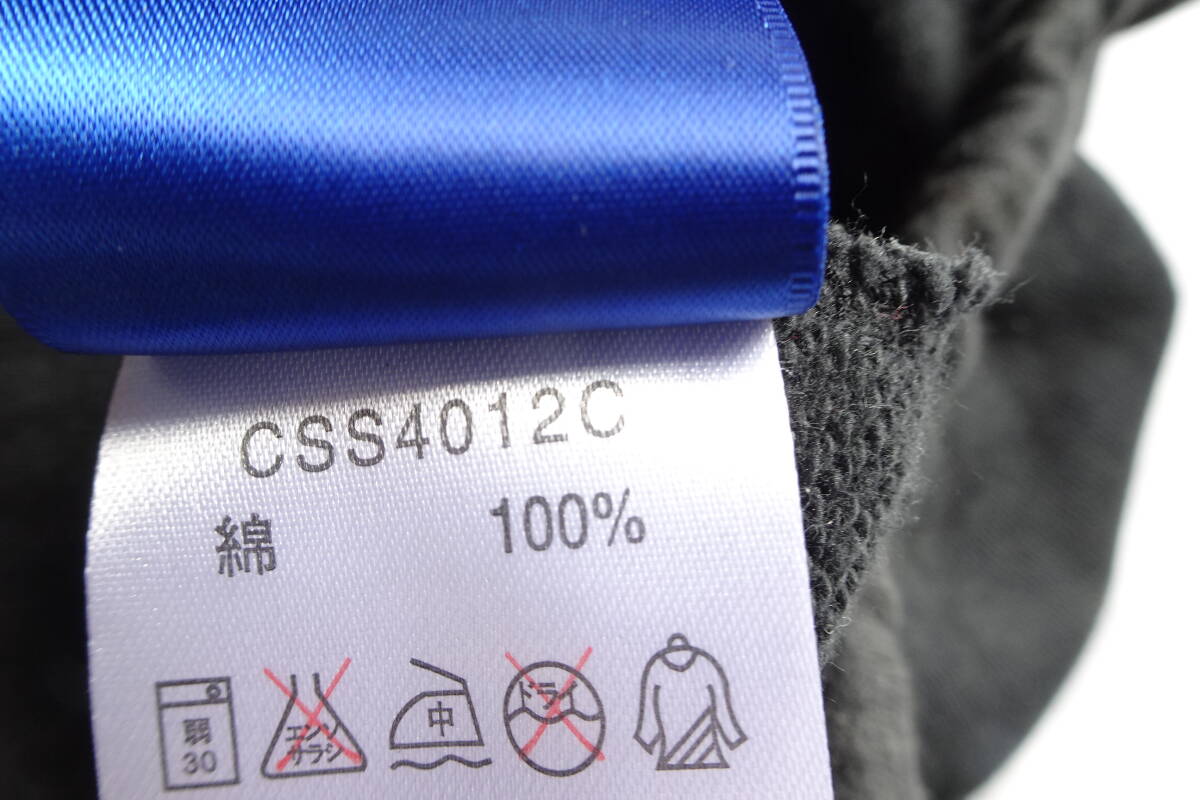 CSS4012C
綿 100%
弱 30
エンソ サラシ
中
ドライ